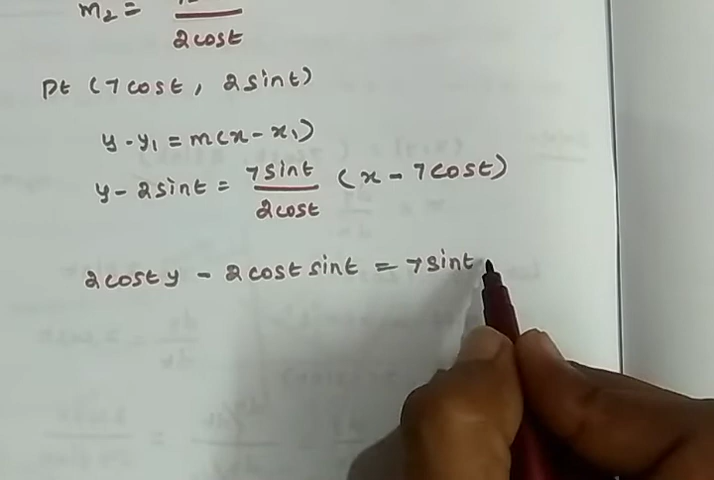 m₂ = ―/2cost
Pt (7cost, 2sint)
y-y₁ = m(x-x₁)
y-2sint = 7sint/2cost (x-7cost)
2costy - 2cost sint = 7sint